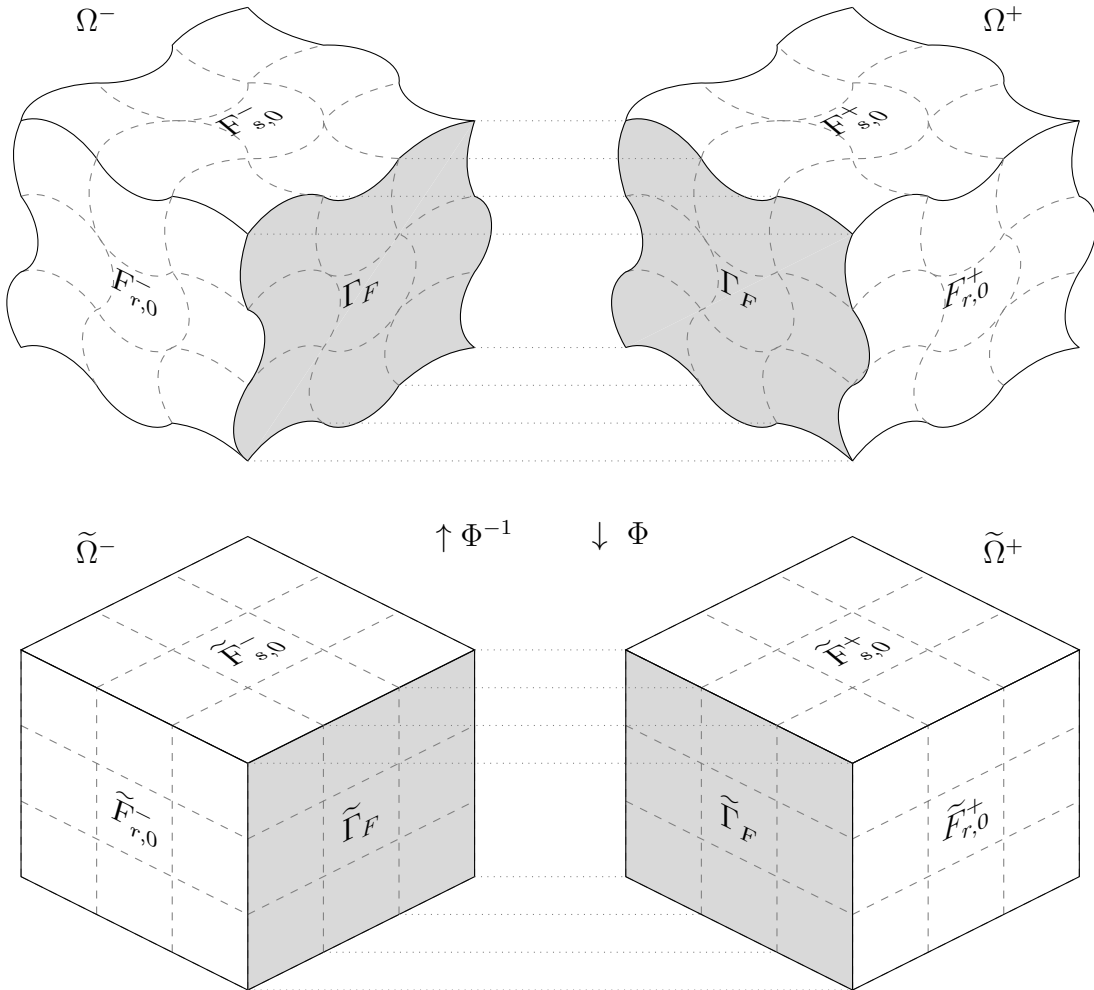 Ω⁻ Ω⁺
F⁻ₛ,₀ F⁺ₛ,₀
F⁻ᵣ,₀ Γ_F Γ_F F⁺ᵣ,₀
↑ Φ⁻¹ ↓ Φ
Ω̃⁻ Ω̃⁺
F̃⁻ₛ,₀ F̃⁺ₛ,₀
F̃⁻ᵣ,₀ Γ̃_F Γ̃_F F̃⁺ᵣ,₀